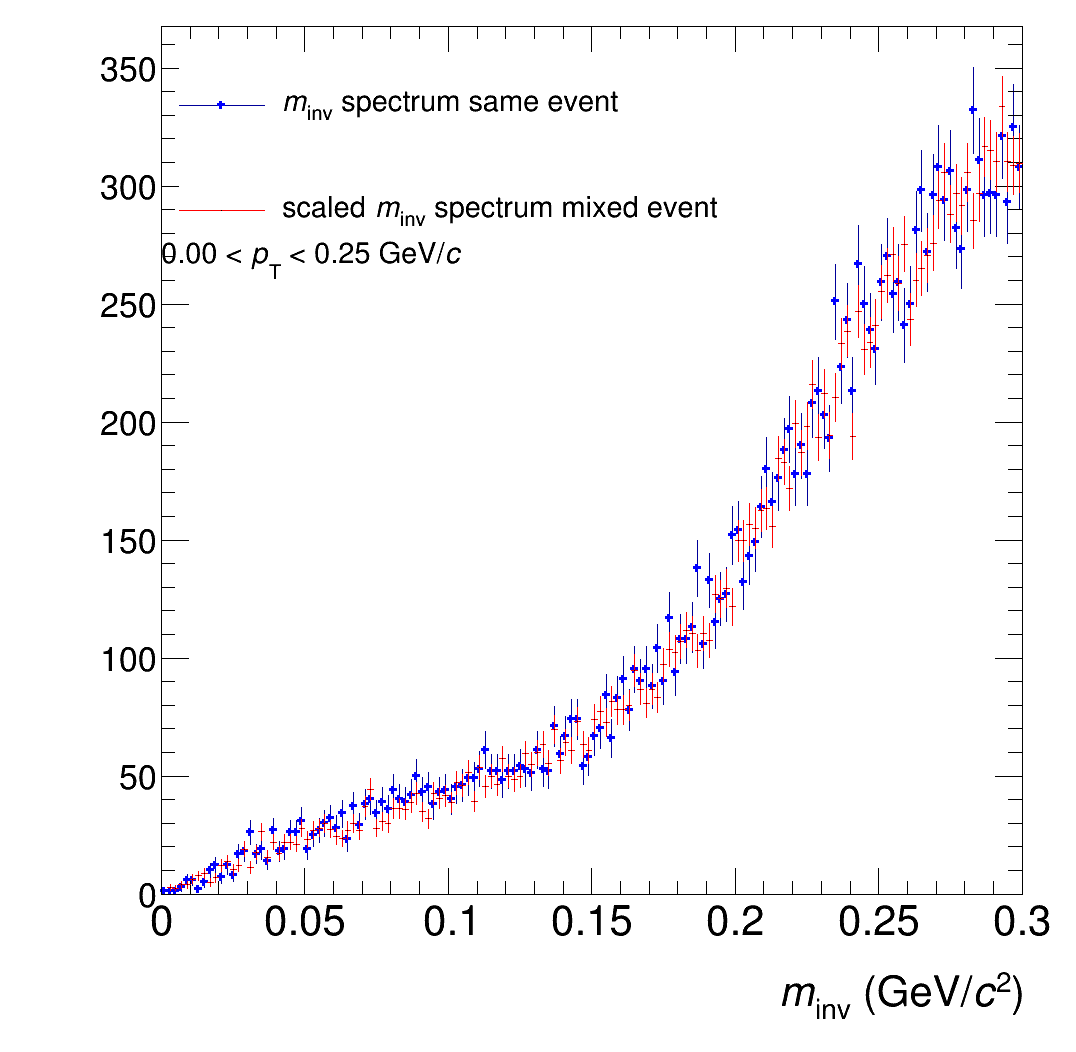 350
300
250
200
150
100
50
0
m_inv spectrum same event
scaled m_inv spectrum mixed event
0.00 < p_T < 0.25 GeV/c
0 0.05 0.1 0.15 0.2 0.25 0.3
m_inv (GeV/c²)